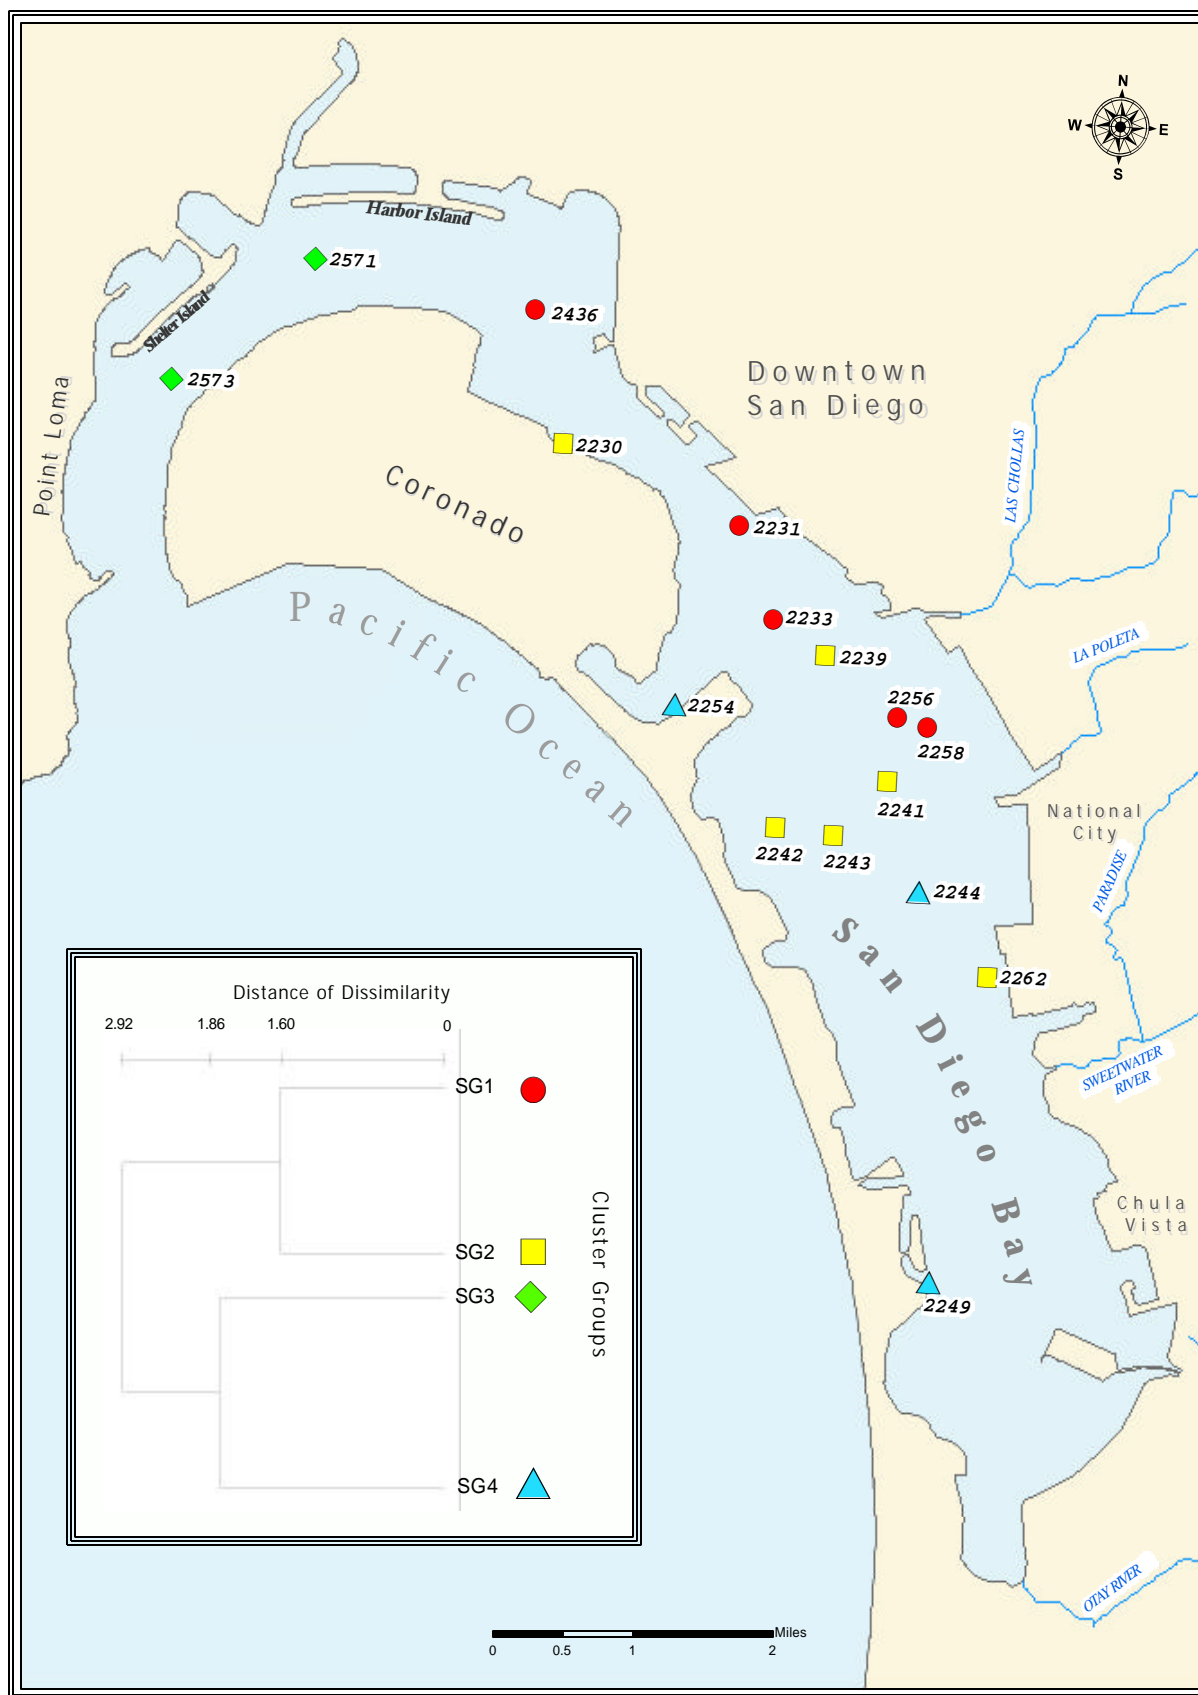 N
W
E
S
Harbor Island
2571
2436
Shelter Island
2573
Downtown
San Diego
Point Loma
2230
Coronado
LAS CHOLLAS
2231
Pacific Ocean
2233
LA POLETA
2239
2256
2254
2258
2241
National
City
2242
2243
PARADISE
2244
San Diego Bay
2262
Distance of Dissimilarity
2.92
1.86
1.60
0
SWEETWATER
RIVER
SG1
Cluster Groups
Chula
Vista
SG2
SG3
2249
SG4
OTAY RIVER
Miles
0
0.5
1
2